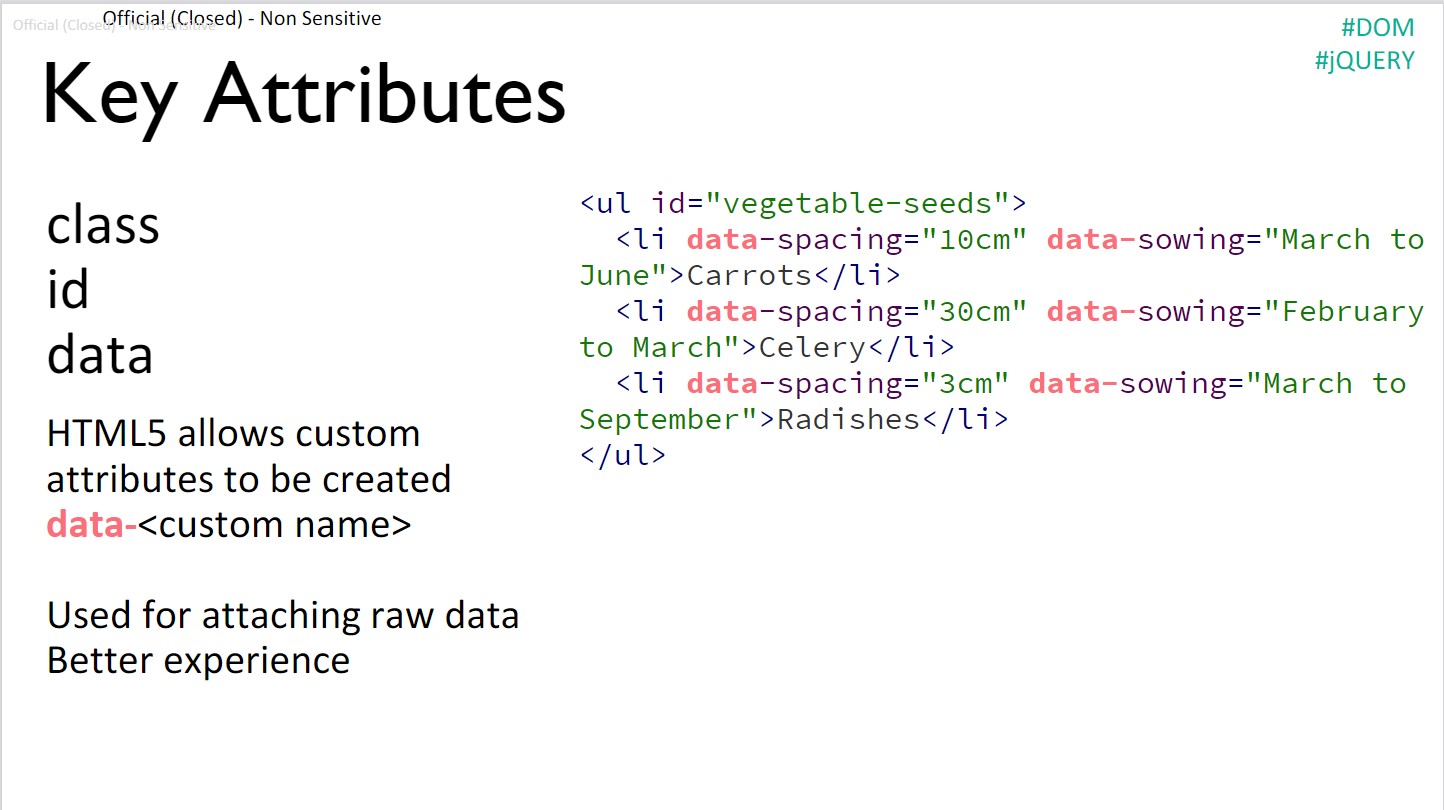 Official (Closed) - Non Sensitive
Official (Closed) - Non Sensitive
#DOM
#jQUERY
Key Attributes
class
id
data
HTML5 allows custom
attributes to be created
data-<custom name>
Used for attaching raw data
Better experience
<ul id="vegetable-seeds">
  <li data-spacing="10cm" data-sowing="March to
June">Carrots</li>
  <li data-spacing="30cm" data-sowing="February
to March">Celery</li>
  <li data-spacing="3cm" data-sowing="March to
September">Radishes</li>
</ul>